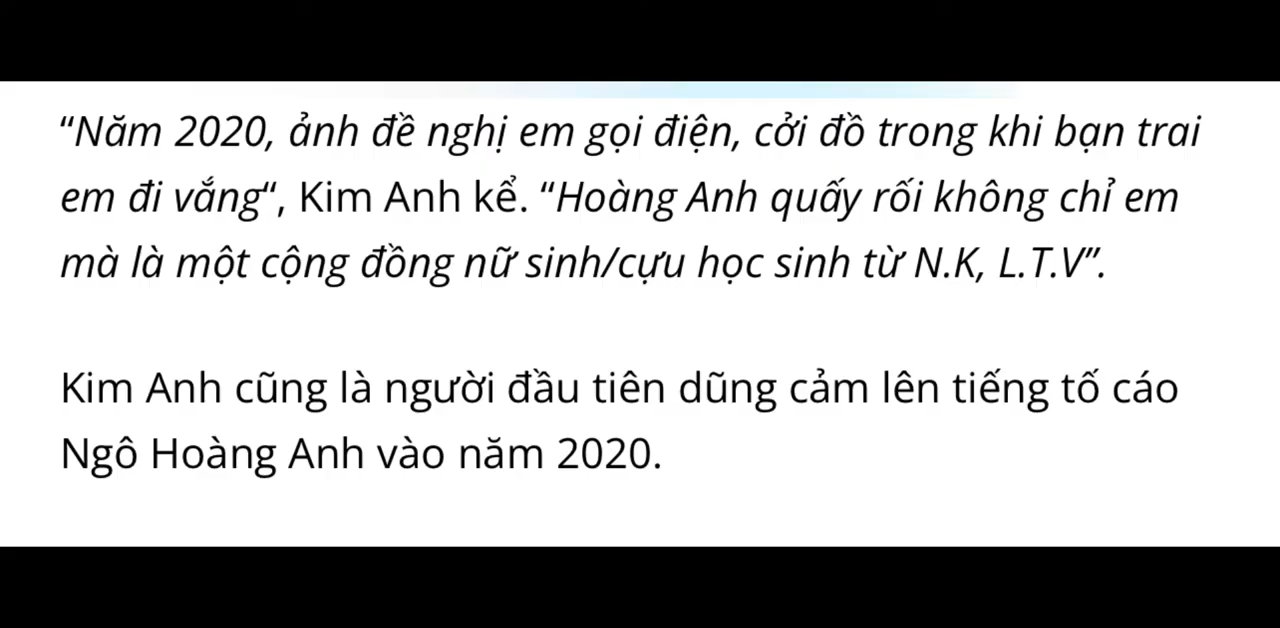 “Năm 2020, ảnh đề nghị em gọi điện, cởi đồ trong khi bạn trai
em đi vắng“, Kim Anh kể. “Hoàng Anh quấy rối không chỉ em
mà là một cộng đồng nữ sinh/cựu học sinh từ N.K, L.T.V”.
Kim Anh cũng là người đầu tiên dũng cảm lên tiếng tố cáo
Ngô Hoàng Anh vào năm 2020.